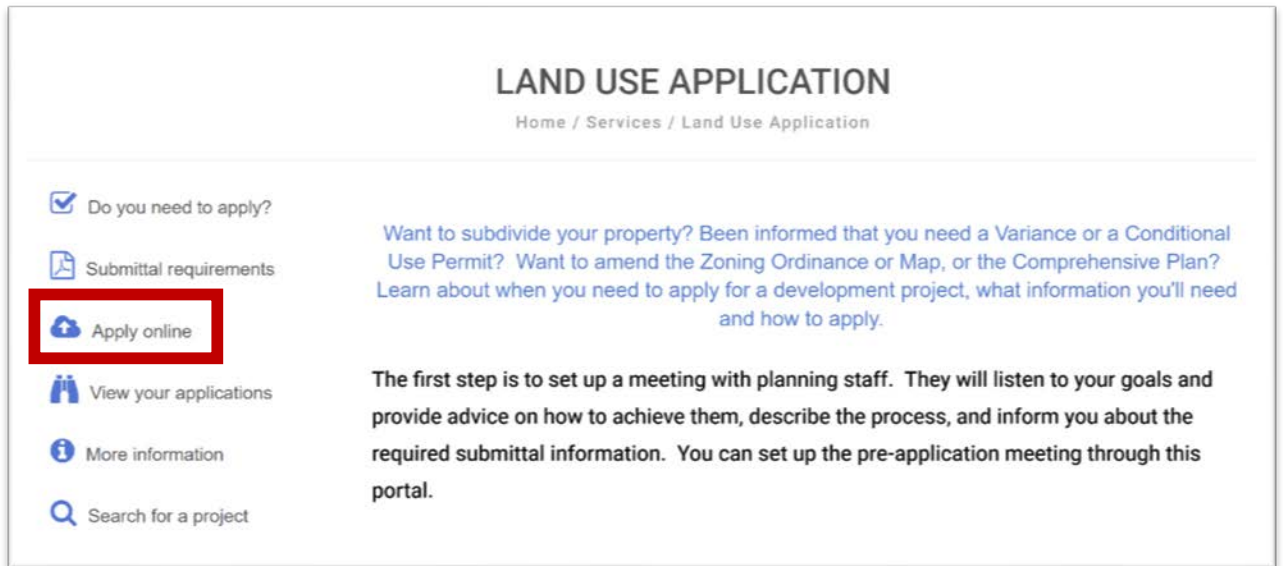 LAND USE APPLICATION
Home / Services / Land Use Application
Do you need to apply?
Submittal requirements
Apply online
View your applications
More information
Search for a project
Want to subdivide your property? Been informed that you need a Variance or a Conditional
Use Permit? Want to amend the Zoning Ordinance or Map, or the Comprehensive Plan?
Learn about when you need to apply for a development project, what information you'll need
and how to apply.
The first step is to set up a meeting with planning staff. They will listen to your goals and
provide advice on how to achieve them, describe the process, and inform you about the
required submittal information. You can set up the pre-application meeting through this
portal.